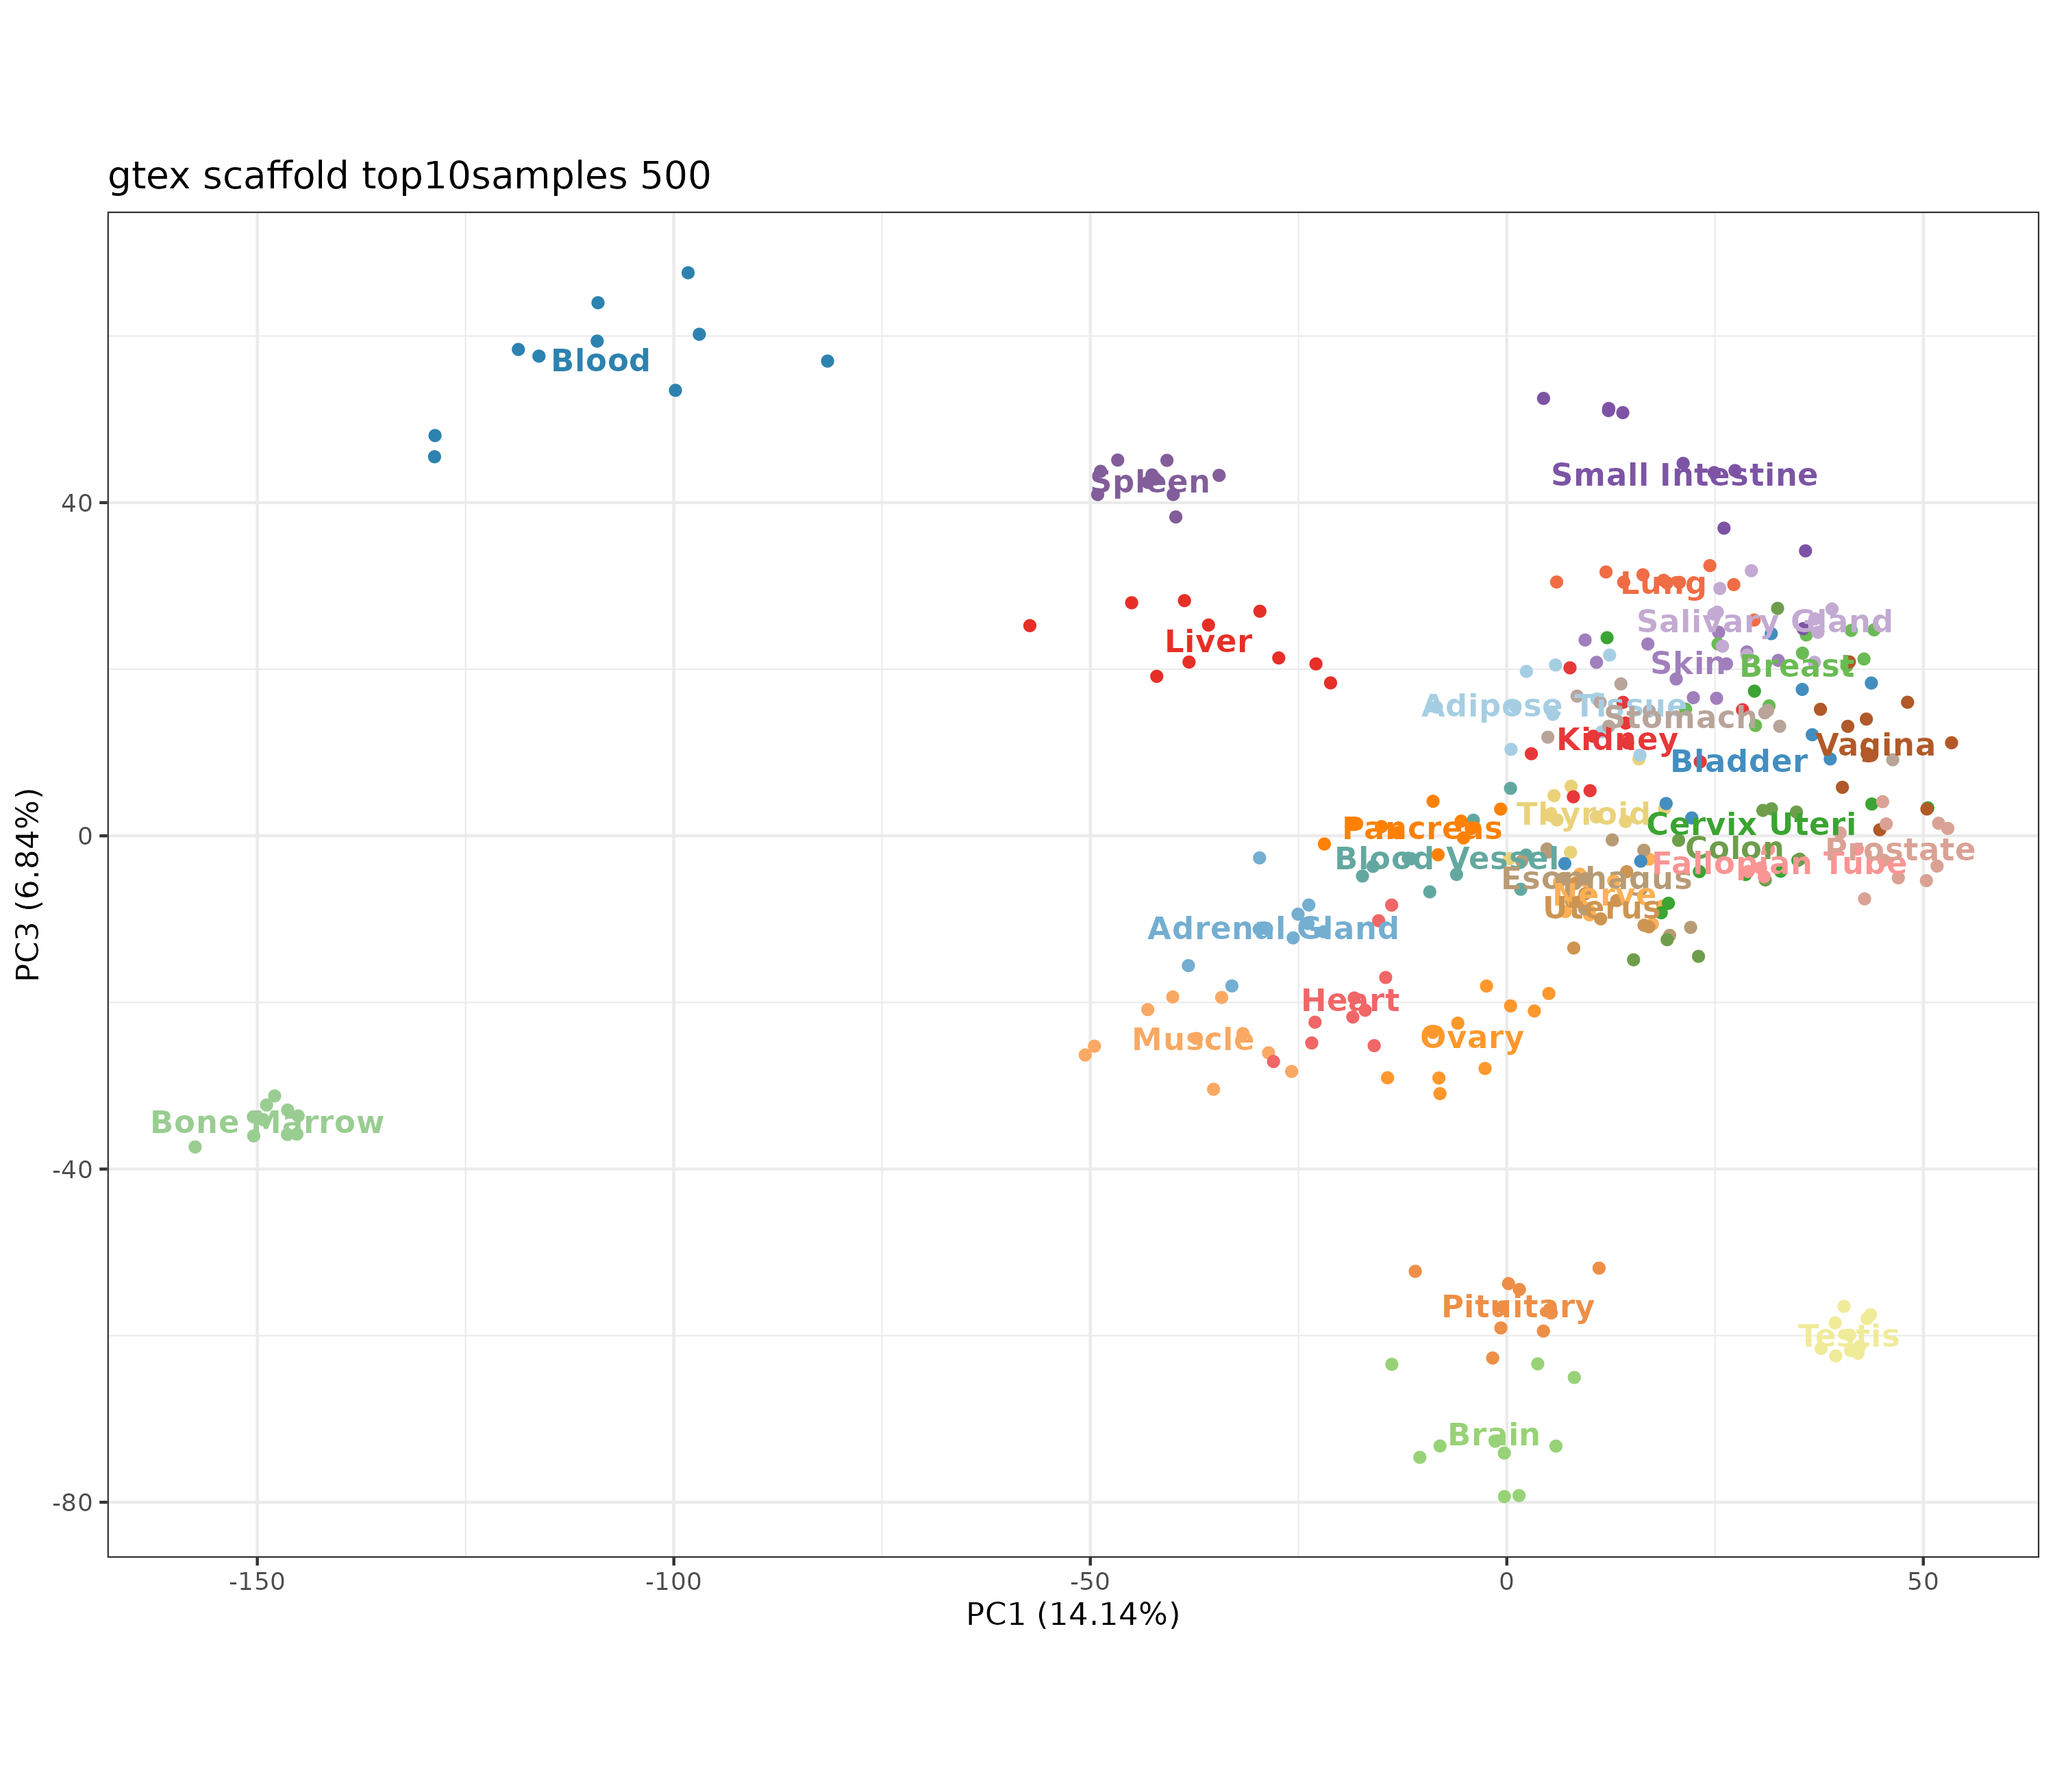 gtex scaffold top10samples 500
Blood
Spleen
Small Intestine
40
Lung
Salivary Gland
Liver
Skin
Breast
Adipose Tissue
Stomach
Kidney
Vagina
Bladder
Thyroid
Cervix Uteri
Pancreas
0
Colon
Prostate
Blood Vessel
Fallopian Tube
Esophagus
Nerve
Uterus
Adrenal Gland
Heart
Ovary
Muscle
Bone Marrow
-40
Pituitary
Testis
Brain
-80
-150
-100
-50
0
50
PC1 (14.14%)
PC3 (6.84%)